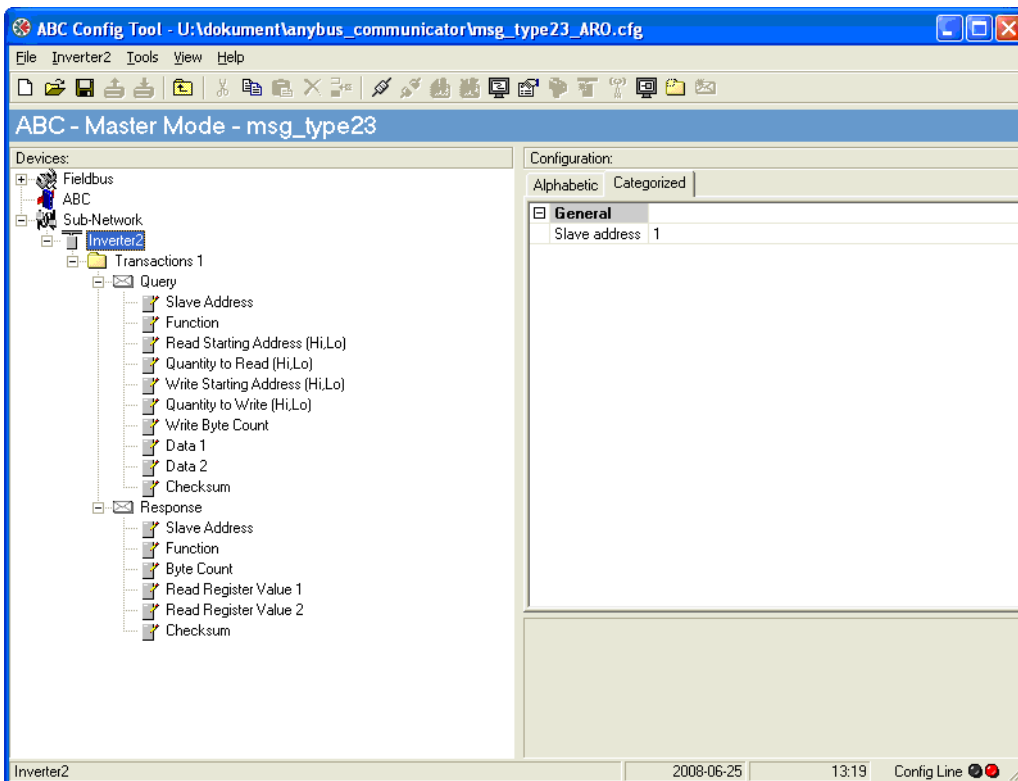 ABC Config Tool - U:\dokument\anybus_communicator\msg_type23_ARO.cfg
File Inverter2 Tools View Help
ABC - Master Mode - msg_type23
Devices:
Fieldbus
ABC
Sub-Network
Inverter2
Transactions 1
Query
Slave Address
Function
Read Starting Address (Hi,Lo)
Quantity to Read (Hi,Lo)
Write Starting Address (Hi,Lo)
Quantity to Write (Hi,Lo)
Write Byte Count
Data 1
Data 2
Checksum
Response
Slave Address
Function
Byte Count
Read Register Value 1
Read Register Value 2
Checksum
Configuration:
Alphabetic Categorized
General
Slave address 1
Inverter2 2008-06-25 13:19 Config Line